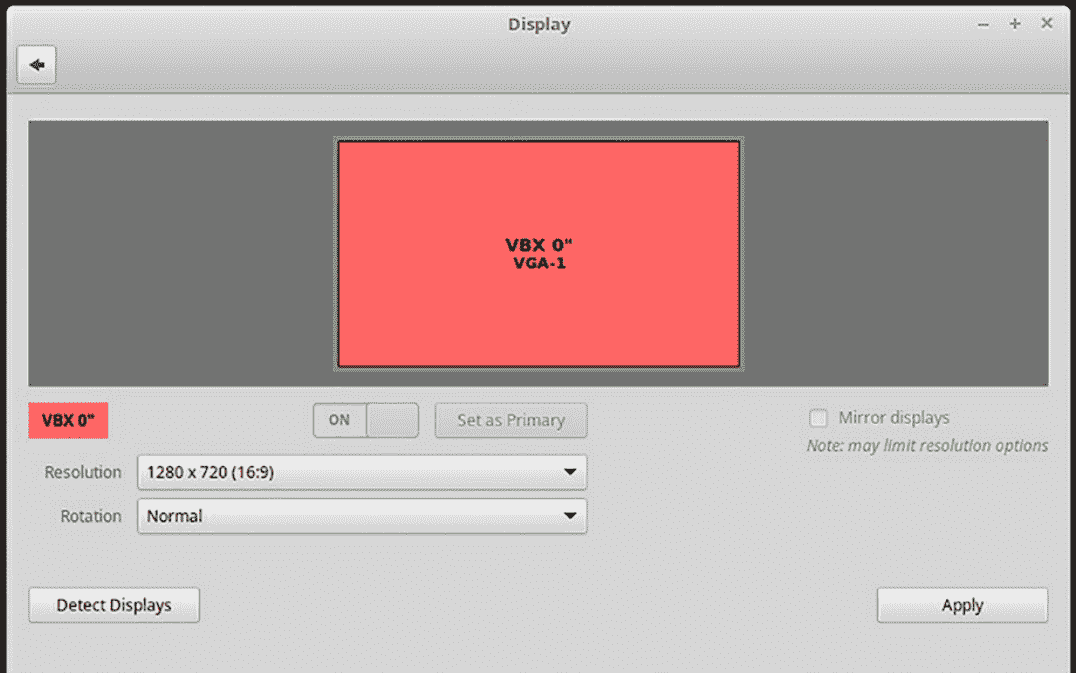 Display
VBX 0"
VGA-1
VBX 0"
ON
Set as Primary
Mirror displays
Note: may limit resolution options
Resolution
1280 x 720 (16:9)
Rotation
Normal
Detect Displays
Apply